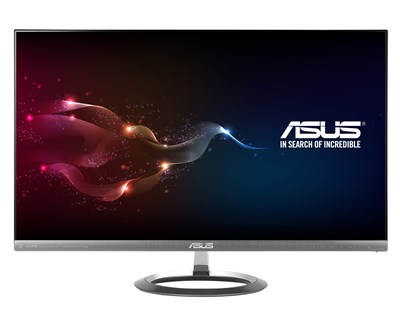 ASUS®
IN SEARCH OF INCREDIBLE
ASUS